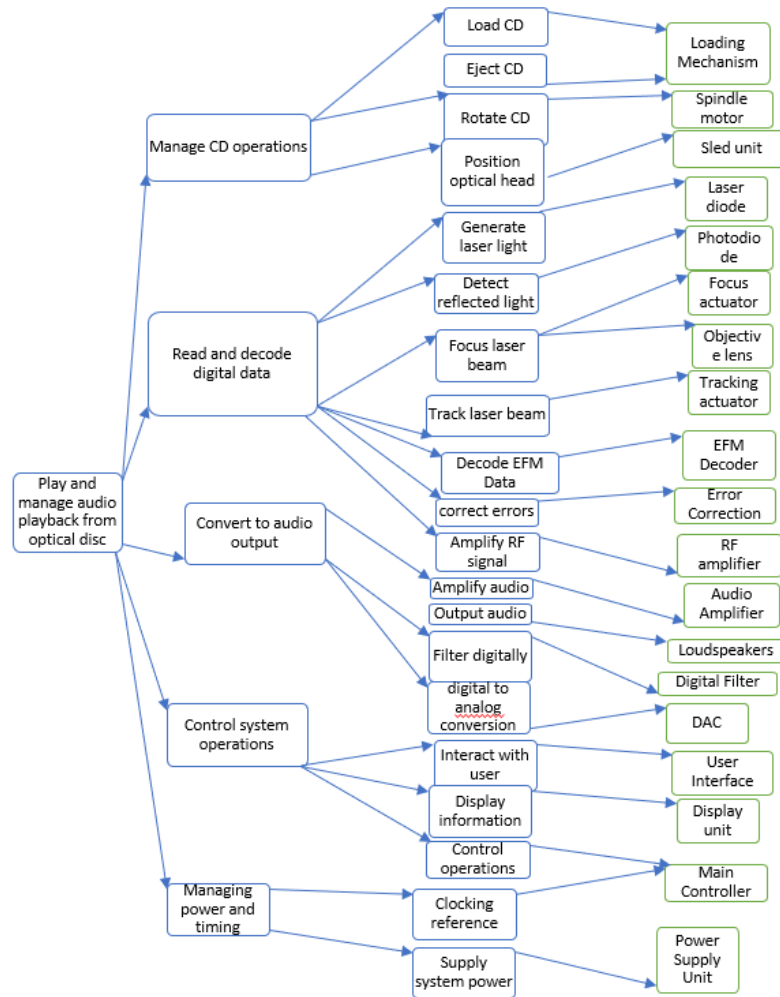 Load CD
Loading
Mechanism
Eject CD
Spindle
motor
Rotate CD
Manage CD operations
Sled unit
Position
optical head
Laser
diode
Generate
laser light
Photodio
de
Detect
reflected light
Focus
actuator
Read and decode
digital data
Focus laser
beam
Objectiv
e lens
Tracking
actuator
Track laser beam
EFM
Decoder
Decode EFM
Data
Play and
manage audio
playback from
optical disc
correct errors
Error
Correction
Convert to audio
output
Amplify RF
signal
RF
amplifier
Amplify audio
Audio
Amplifier
Output audio
Loudspeakers
Filter digitally
Digital Filter
digital to
analog
conversion
DAC
Control system
operations
Interact with
user
User
Interface
Display
information
Display
unit
Control
operations
Main
Controller
Managing
power and
timing
Clocking
reference
Power
Supply
Unit
Supply
system power